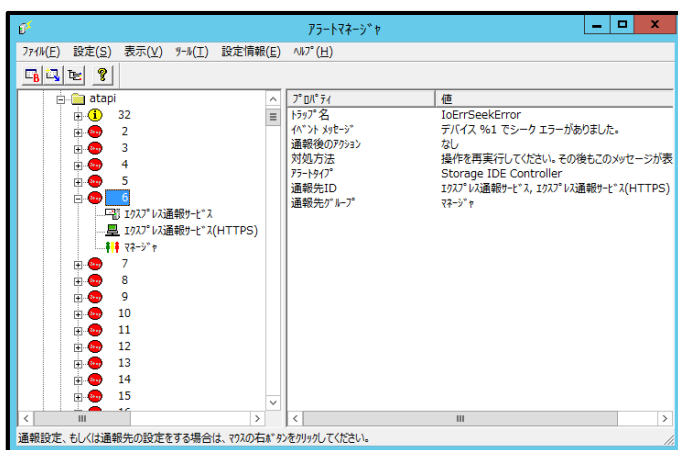 アラートマネージャ
ファイル(F) 設定(S) 表示(V) ツール(T) 設定情報(E) ヘルプ(H)
atapi
32
2
3
4
5
6
エクスプレス通報サービス
エクスプレス通報サービス(HTTPS)
マネージャ
7
8
9
10
11
12
13
14
15
プロパティ 値
トラップ名 IoErrSeekError
イベント メッセージ デバイス %1 でシーク エラーがありました。
通報後のアクション なし
対処方法 操作を再実行してください。その後もこのメッセージが表
アラートタイプ Storage IDE Controller
通報先ID エクスプレス通報サービス, エクスプレス通報サービス(HTTPS)
通報先グループ マネージャ
通報設定、もしくは通報先の設定をする場合は、マウスの右ボタンをクリックしてください。